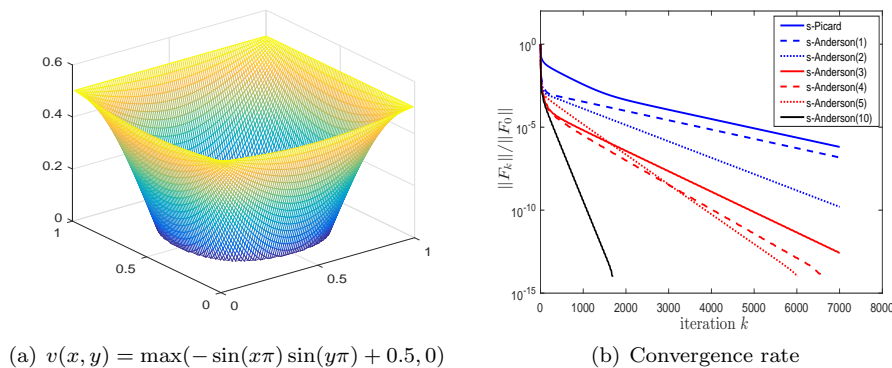 0.6
0.4
0.2
0
1
0.5
0
0
0.5
1
10^0
10^-5
10^-10
10^-15
||F_k||/||F_0||
s-Picard
s-Anderson(1)
s-Anderson(2)
s-Anderson(3)
s-Anderson(4)
s-Anderson(5)
s-Anderson(10)
0 1000 2000 3000 4000 5000 6000 7000 8000
iteration k
(a) v(x, y) = max(− sin(xπ) sin(yπ) + 0.5, 0)
(b) Convergence rate